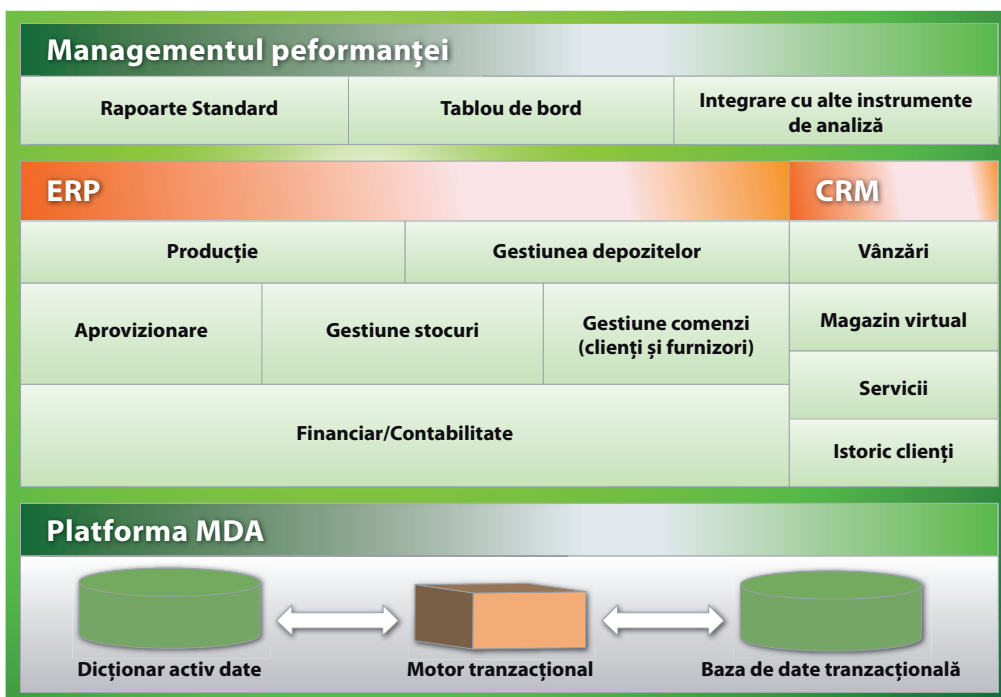 Managementul peformanței
Rapoarte Standard
Tablou de bord
Integrare cu alte instrumente
de analiză
ERP
CRM
Producție
Gestiunea depozitelor
Vânzări
Aprovizionare
Gestiune stocuri
Gestiune comenzi
(clienți și furnizori)
Magazin virtual
Servicii
Financiar/Contabilitate
Istoric clienți
Platforma MDA
Dicționar activ date
Motor tranzacțional
Baza de date tranzacțională